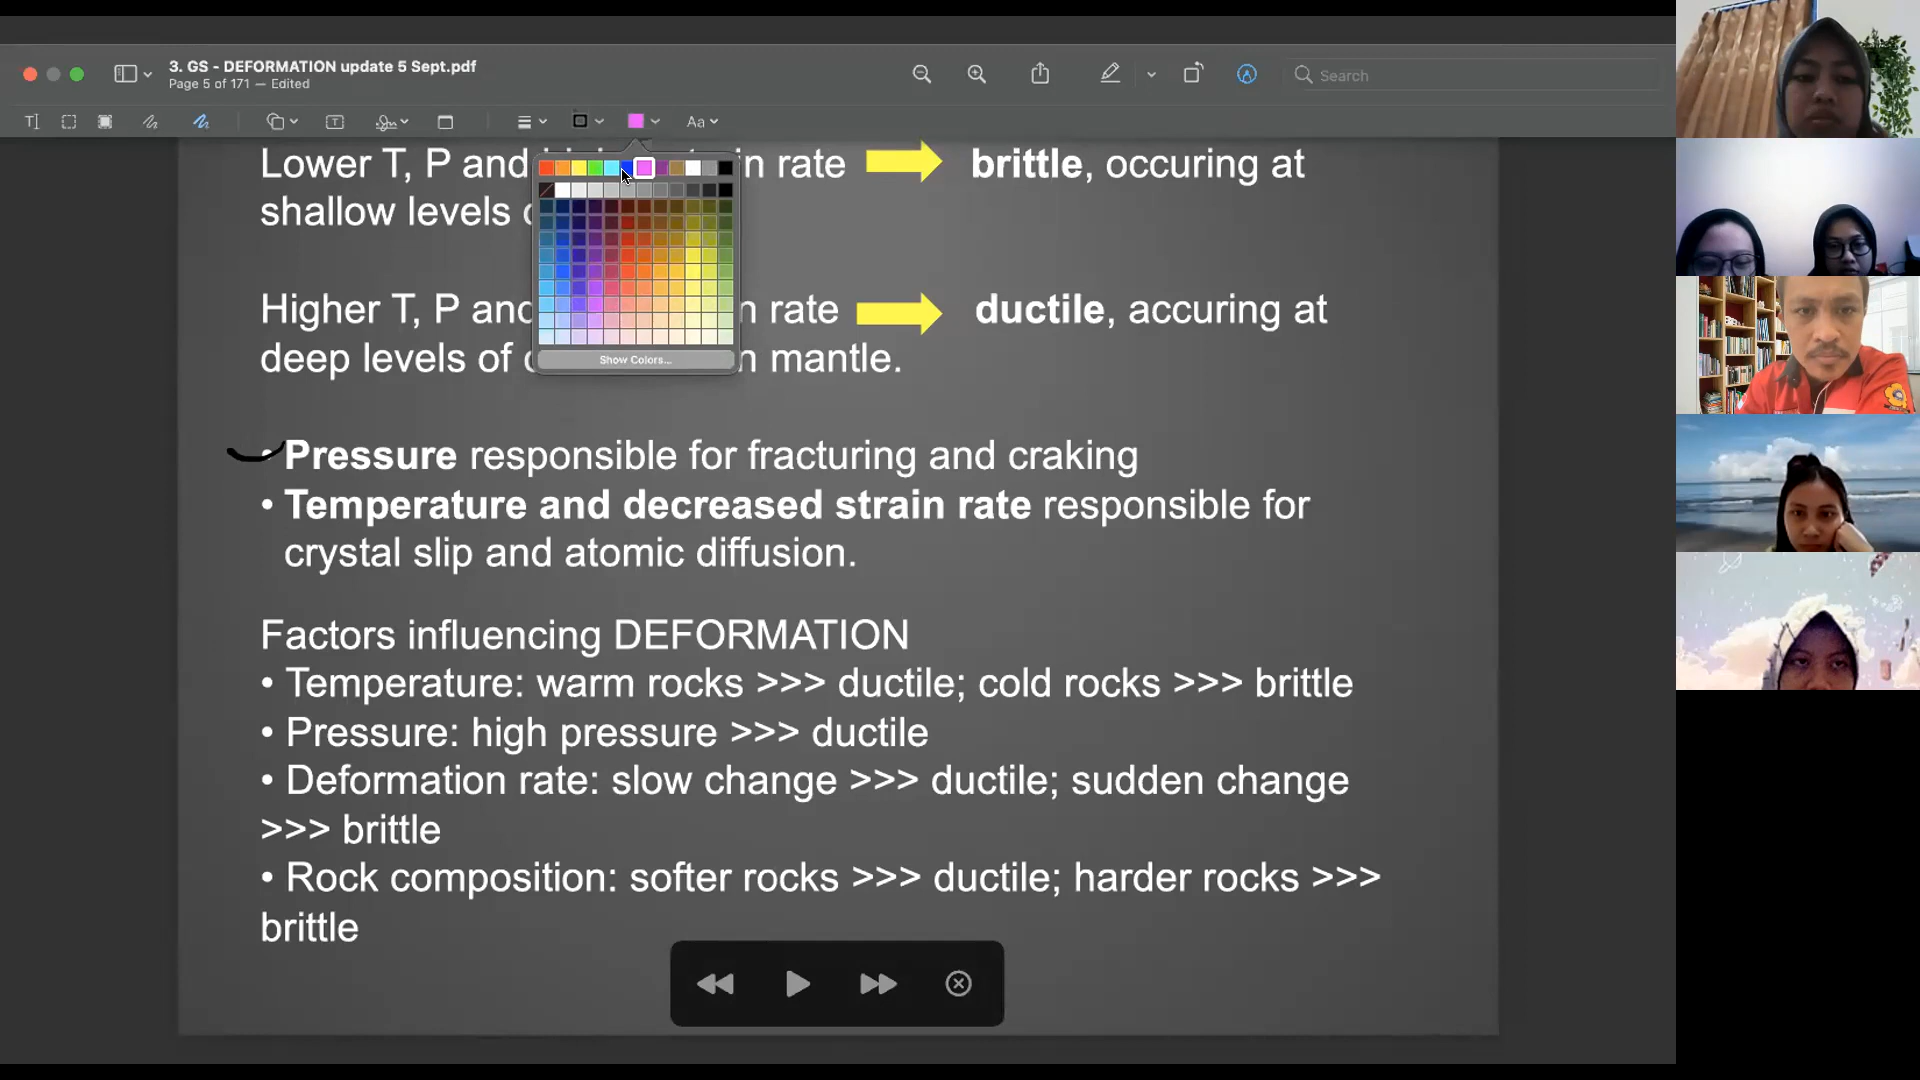 3. GS - DEFORMATION update 5 Sept.pdf
Page 5 of 171 — Edited
Search
Aa
Lower T, P and n rate brittle, occuring at
shallow levels
Higher T, P and n rate ductile, accuring at
deep levels of n mantle.
• Pressure responsible for fracturing and craking
• Temperature and decreased strain rate responsible for
crystal slip and atomic diffusion.
Factors influencing DEFORMATION
• Temperature: warm rocks >>> ductile; cold rocks >>> brittle
• Pressure: high pressure >>> ductile
• Deformation rate: slow change >>> ductile; sudden change
>>> brittle
• Rock composition: softer rocks >>> ductile; harder rocks >>>
brittle
Show Colors...